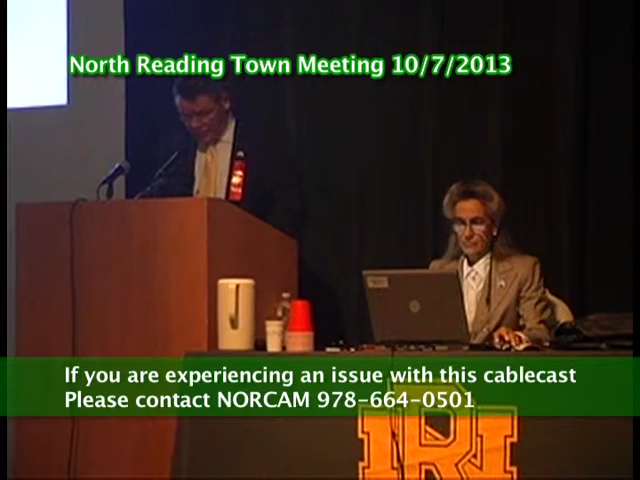 North Reading Town Meeting 10/7/2013
If you are experiencing an issue with this cablecast
Please contact NORCAM 978-664-0501